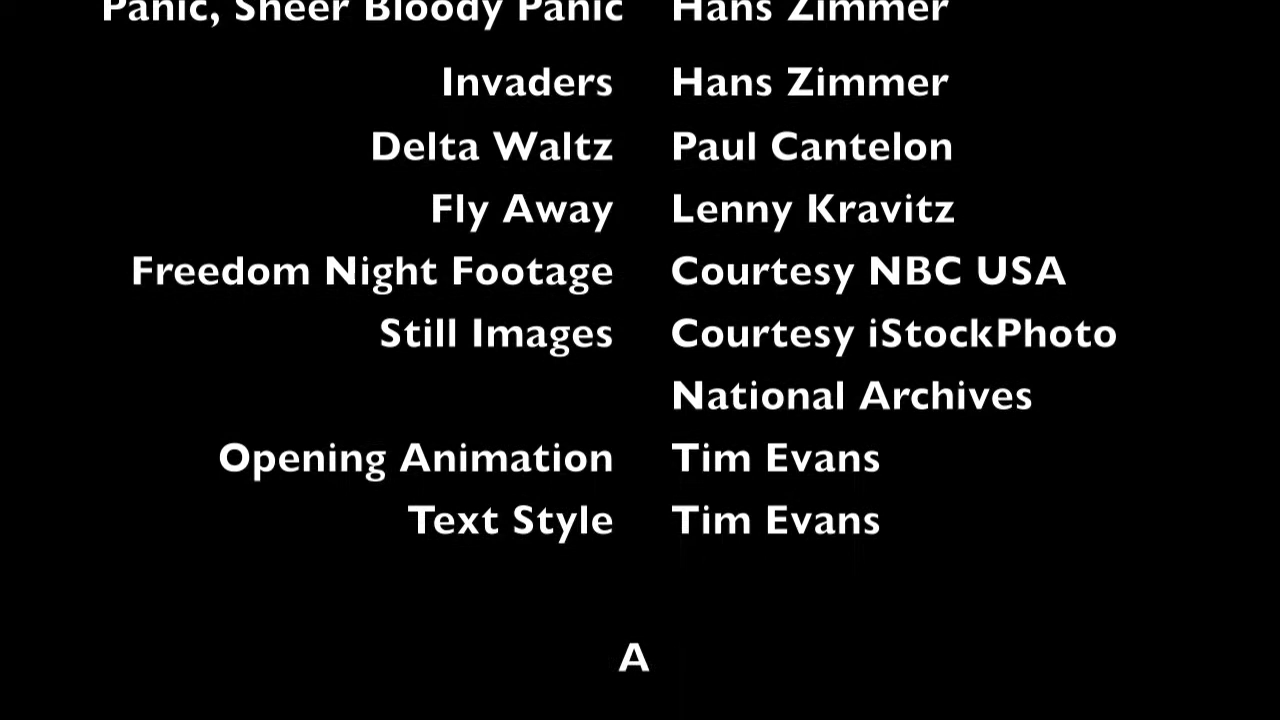 Panic, Sheer Bloody Panic Hans Zimmer
Invaders Hans Zimmer
Delta Waltz Paul Cantelon
Fly Away Lenny Kravitz
Freedom Night Footage Courtesy NBC USA
Still Images Courtesy iStockPhoto
National Archives
Opening Animation Tim Evans
Text Style Tim Evans
A